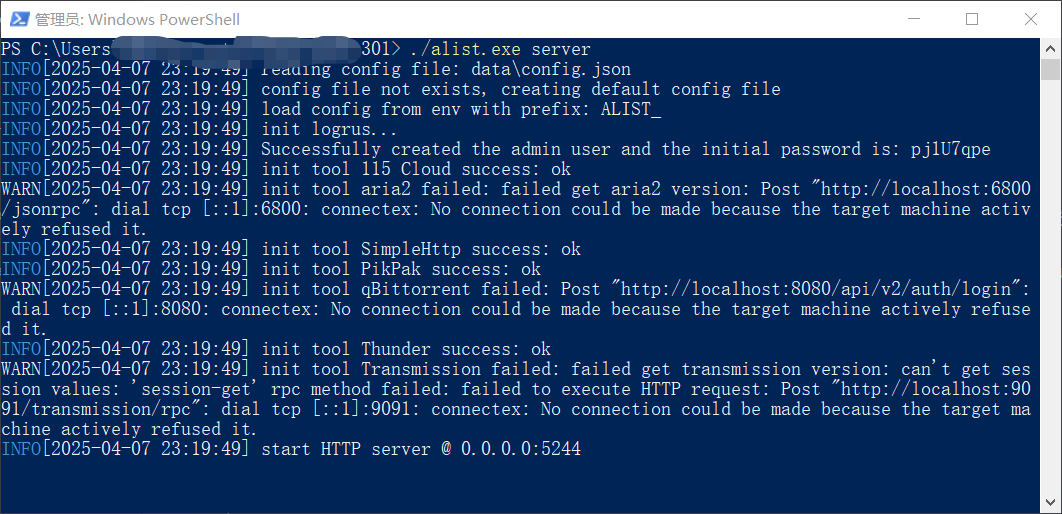 管理员: Windows PowerShell
PS C:\Users 301> ./alist.exe server
INFO[2025-04-07 23:19:49] reading config file: data\config.json
INFO[2025-04-07 23:19:49] config file not exists, creating default config file
INFO[2025-04-07 23:19:49] load config from env with prefix: ALIST_
INFO[2025-04-07 23:19:49] init logrus...
INFO[2025-04-07 23:19:49] Successfully created the admin user and the initial password is: pjlU7qpe
INFO[2025-04-07 23:19:49] init tool 115 Cloud success: ok
WARN[2025-04-07 23:19:49] init tool aria2 failed: failed get aria2 version: Post "http://localhost:6800
/jsonrpc": dial tcp [::1]:6800: connectex: No connection could be made because the target machine activ
ely refused it.
INFO[2025-04-07 23:19:49] init tool SimpleHttp success: ok
INFO[2025-04-07 23:19:49] init tool PikPak success: ok
WARN[2025-04-07 23:19:49] init tool qBittorrent failed: Post "http://localhost:8080/api/v2/auth/login":
 dial tcp [::1]:8080: connectex: No connection could be made because the target machine actively refuse
d it.
INFO[2025-04-07 23:19:49] init tool Thunder success: ok
WARN[2025-04-07 23:19:49] init tool Transmission failed: failed get transmission version: can't get ses
sion values: 'session-get' rpc method failed: failed to execute HTTP request: Post "http://localhost:90
91/transmission/rpc": dial tcp [::1]:9091: connectex: No connection could be made because the target ma
chine actively refused it.
INFO[2025-04-07 23:19:49] start HTTP server @ 0.0.0.0:5244